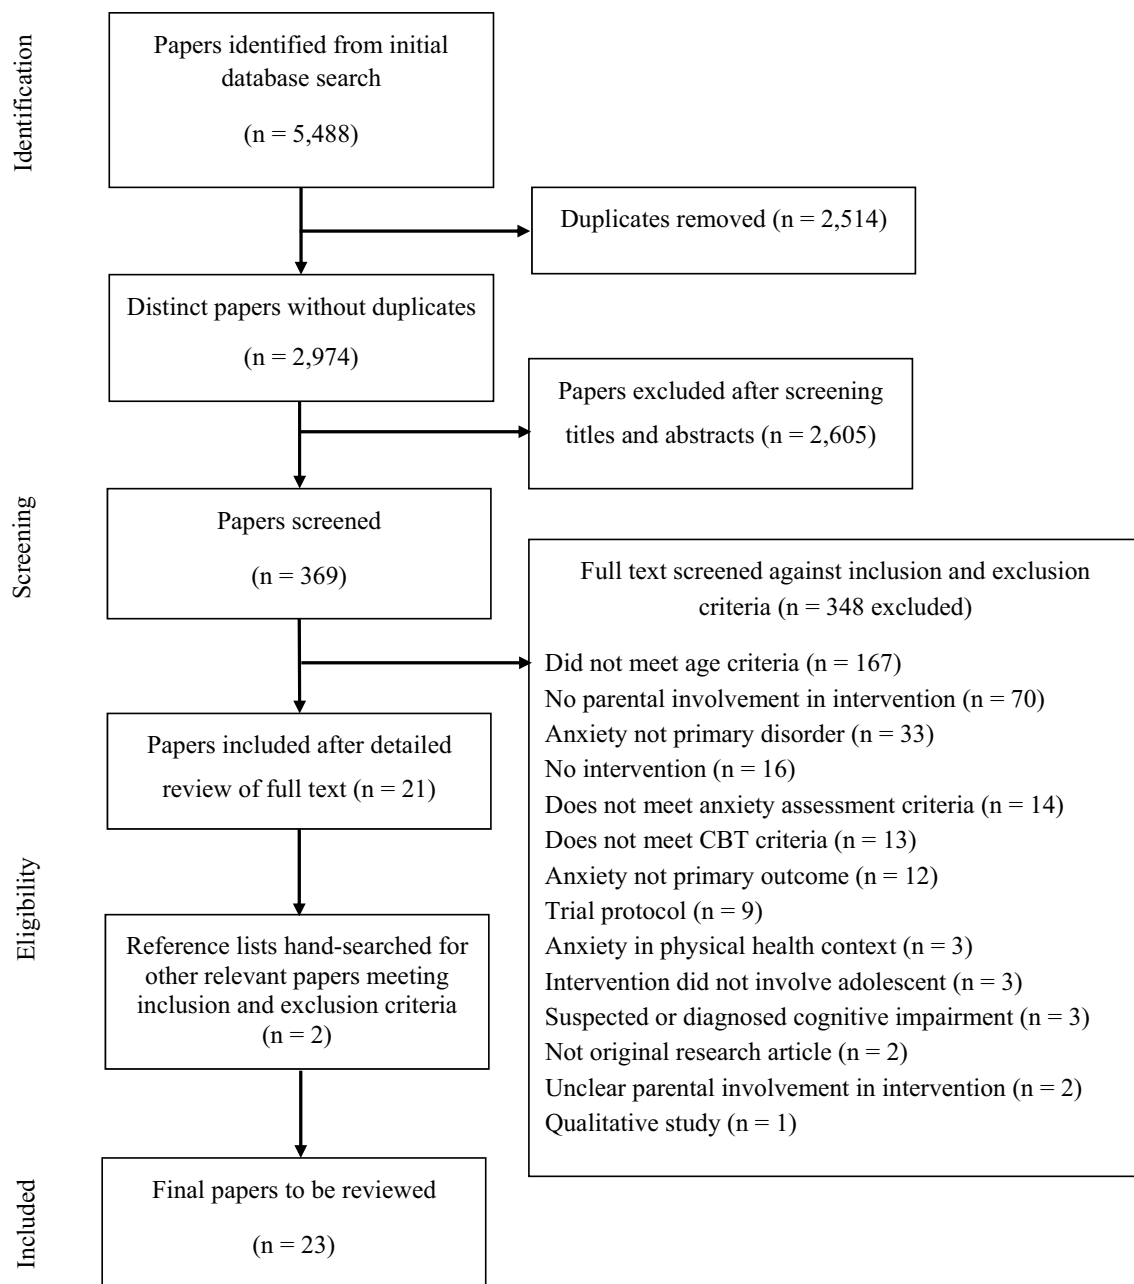 Identification
Papers identified from initial
database search
(n = 5,488)
Duplicates removed (n = 2,514)
Distinct papers without duplicates
(n = 2,974)
Papers excluded after screening
titles and abstracts (n = 2,605)
Screening
Papers screened
(n = 369)
Full text screened against inclusion and exclusion
criteria (n = 348 excluded)
Did not meet age criteria (n = 167)
No parental involvement in intervention (n = 70)
Anxiety not primary disorder (n = 33)
No intervention (n = 16)
Does not meet anxiety assessment criteria (n = 14)
Does not meet CBT criteria (n = 13)
Anxiety not primary outcome (n = 12)
Trial protocol (n = 9)
Anxiety in physical health context (n = 3)
Intervention did not involve adolescent (n = 3)
Suspected or diagnosed cognitive impairment (n = 3)
Not original research article (n = 2)
Unclear parental involvement in intervention (n = 2)
Qualitative study (n = 1)
Papers included after detailed
review of full text (n = 21)
Eligibility
Reference lists hand-searched for
other relevant papers meeting
inclusion and exclusion criteria
(n = 2)
Included
Final papers to be reviewed
(n = 23)